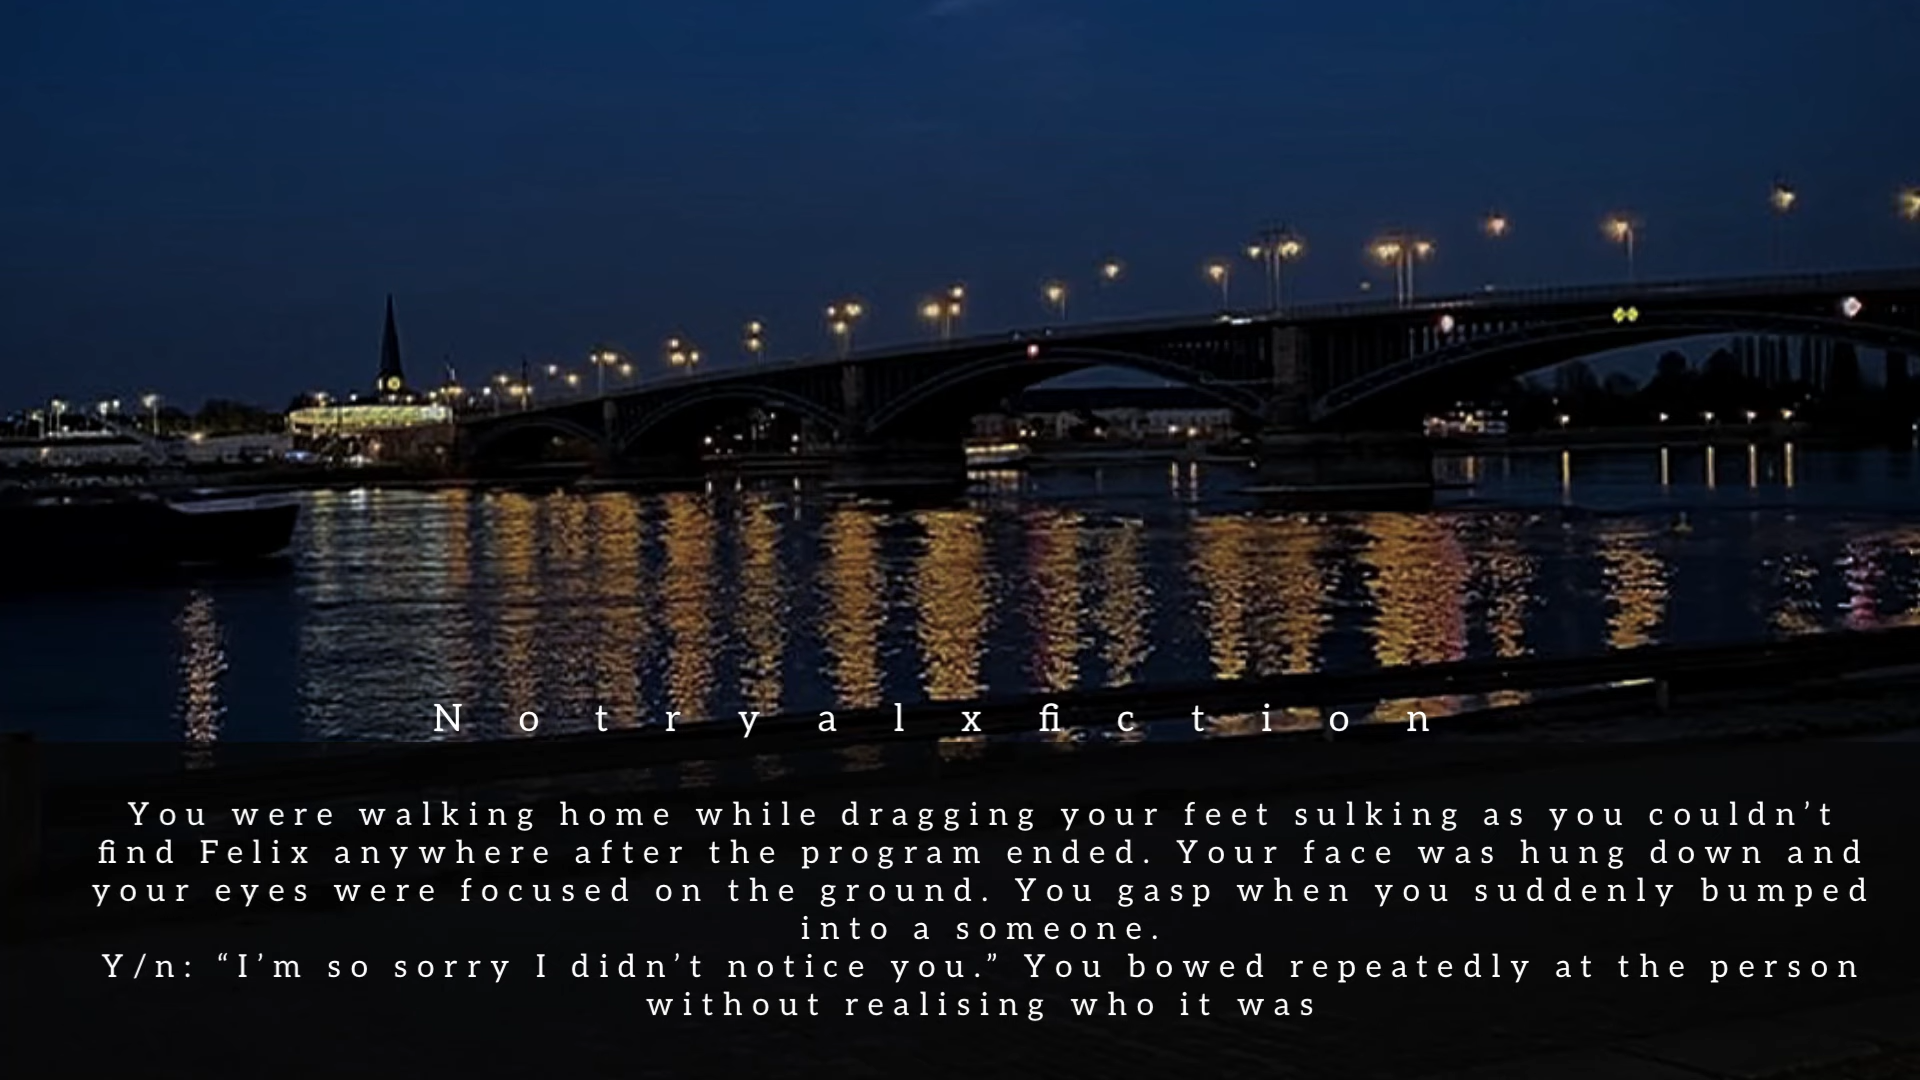 Notryalxfiction
You were walking home while dragging your feet sulking as you couldn’t
find Felix anywhere after the program ended. Your face was hung down and
your eyes were focused on the ground. You gasp when you suddenly bumped
into a someone.
Y/n: “I’m so sorry I didn’t notice you.” You bowed repeatedly at the person
without realising who it was